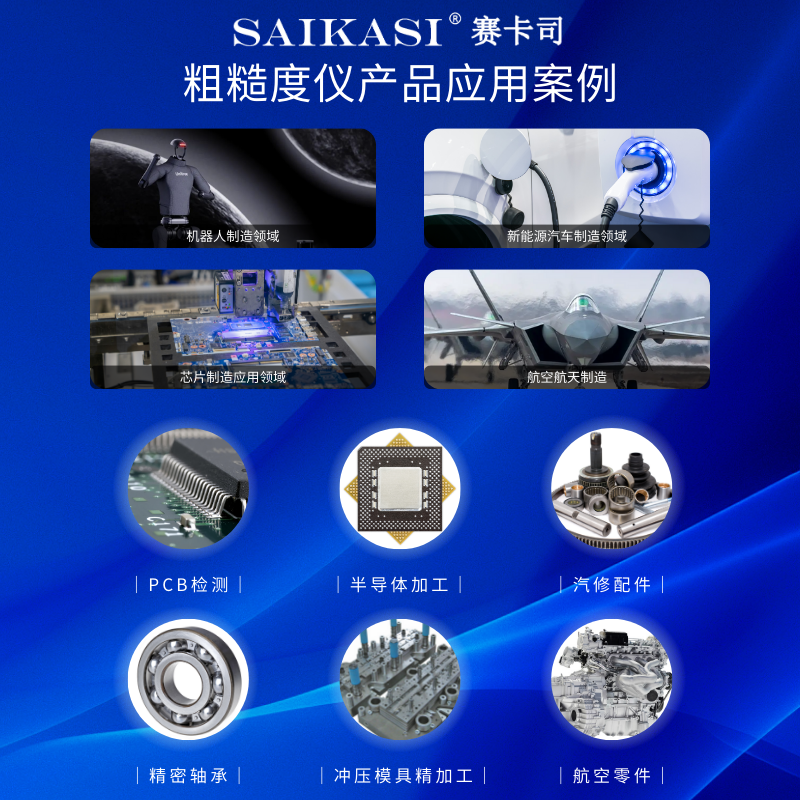 SAIKASI® 赛卡司
粗糙度仪产品应用案例
机器人制造领域
新能源汽车制造领域
芯片制造应用领域
航空航天制造
C171
｜PCB检测｜
｜半导体加工｜
｜汽修配件｜
｜精密轴承｜
｜冲压模具精加工｜
｜航空零件｜